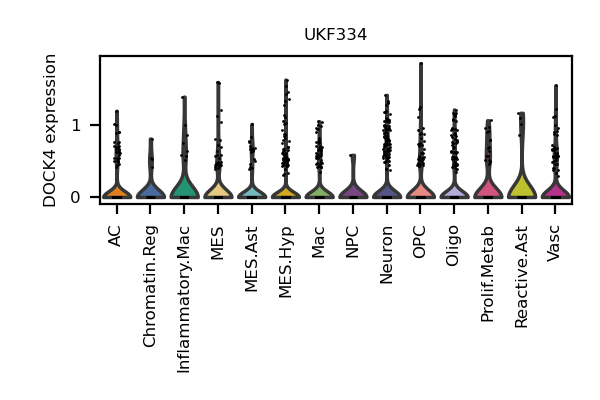 UKF334
DOCK4 expression
1
0
AC
Chromatin.Reg
Inflammatory.Mac
MES
MES.Ast
MES.Hyp
Mac
NPC
Neuron
OPC
Oligo
Prolif.Metab
Reactive.Ast
Vasc